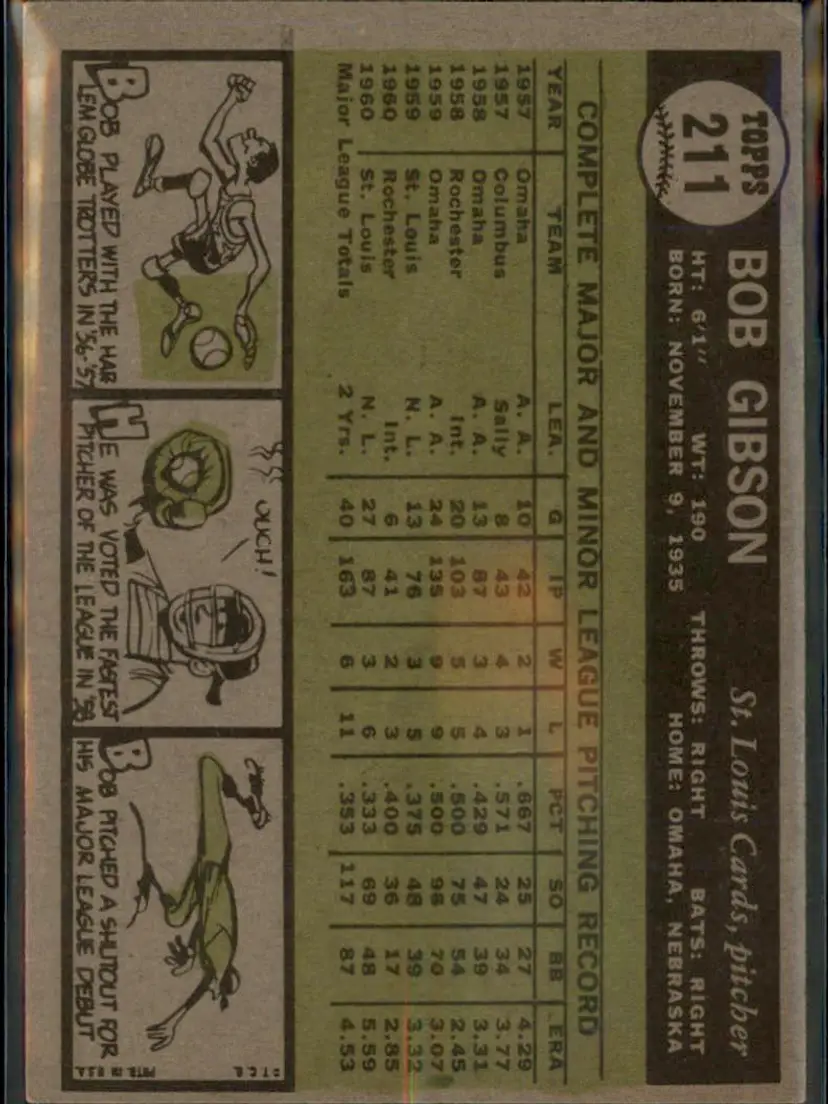 TOPPS
211
BOB GIBSON
St. Louis Cards, pitcher
HT: 6'1" WT: 190 THROWS: RIGHT BATS: RIGHT
BORN: NOVEMBER 9, 1935 HOME: OMAHA, NEBRASKA
COMPLETE MAJOR AND MINOR LEAGUE PITCHING RECORD
YEAR TEAM LEA. G IP W L PCT SO BB ERA
1957 Omaha A. A. 10 42 2 1 .667 25 27 4.29
1957 Columbus Sally 8 43 4 3 .571 24 34 3.77
1958 Omaha A. A. 13 87 3 4 .429 47 39 3.31
1958 Rochester Int. 20 103 5 5 .500 75 54 2.45
1959 Omaha A. A. 24 135 9 9 .500 98 70 3.07
1959 St. Louis N. L. 13 76 3 5 .375 48 39 3.32
1960 Rochester Int. 6 41 2 3 .400 36 17 2.85
1960 St. Louis N. L. 27 87 3 6 .333 69 48 5.59
Major League Totals 2 Yrs. 40 163 6 11 .353 117 87 4.53
BOB PLAYED WITH THE HAR
LEM GLOBE TROTTERS IN '56-'57
OUCH!
HE WAS VOTED THE FASTEST
PITCHER OF THE LEAGUE IN '58
BOB PITCHED A SHUTOUT FOR
HIS MAJOR LEAGUE DEBUT
© T. C. G.
PRTD. IN U.S.A.